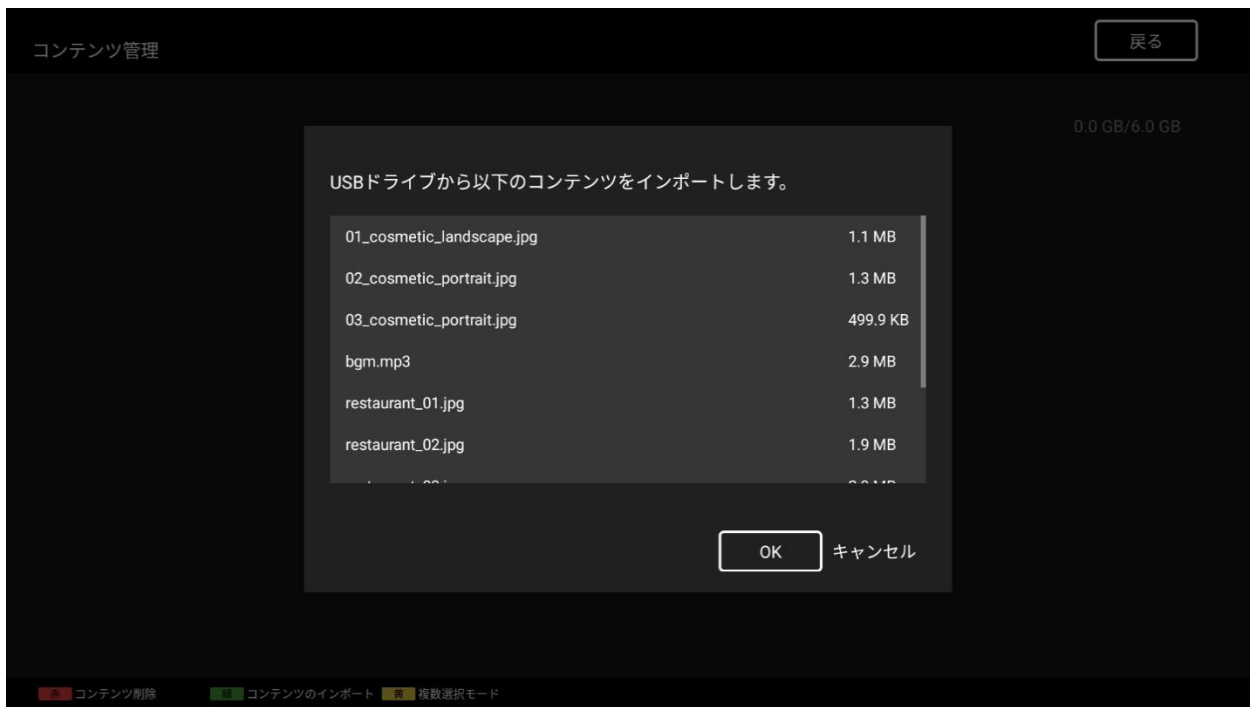 コンテンツ管理
戻る
0.0 GB/6.0 GB
USBドライブから以下のコンテンツをインポートします。
01_cosmetic_landscape.jpg 1.1 MB
02_cosmetic_portrait.jpg 1.3 MB
03_cosmetic_portrait.jpg 499.9 KB
bgm.mp3 2.9 MB
restaurant_01.jpg 1.3 MB
restaurant_02.jpg 1.9 MB
OK キャンセル
赤 コンテンツ削除 緑 コンテンツのインポート 黄 複数選択モード